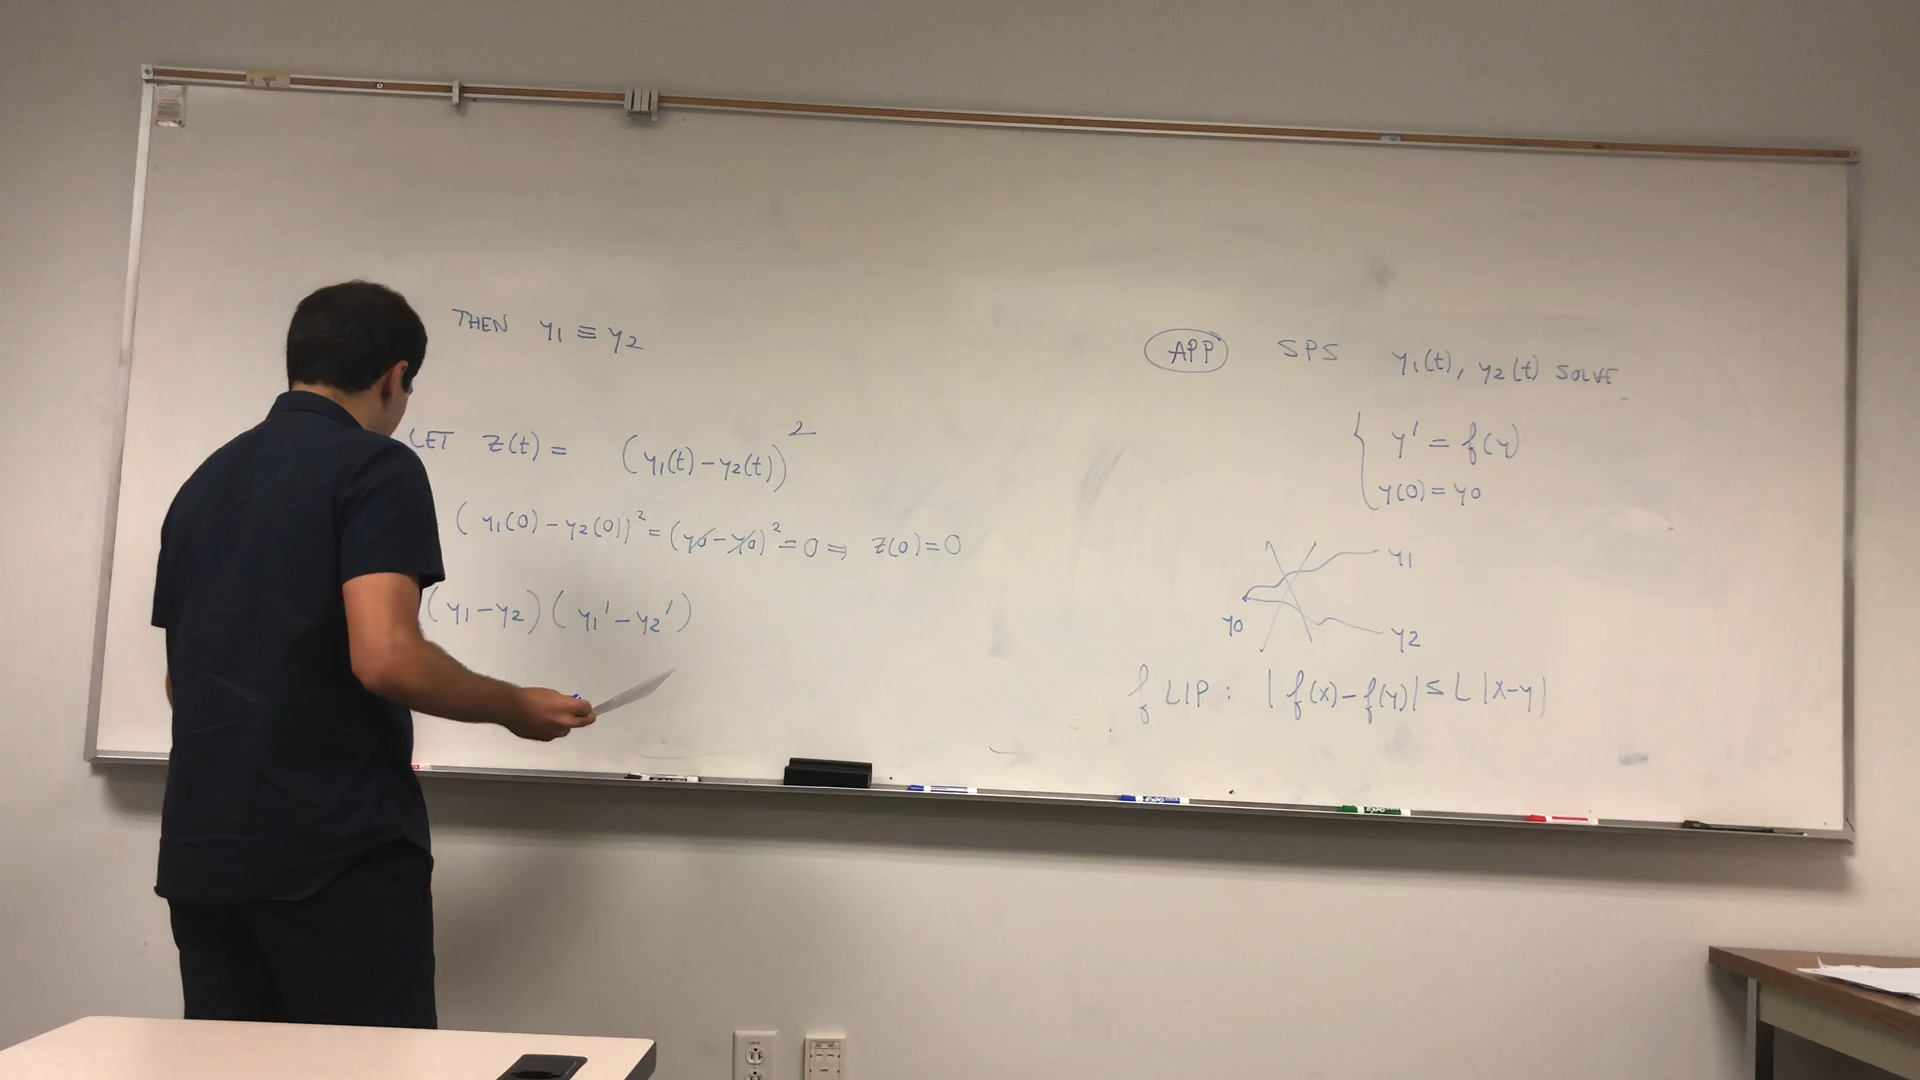 THEN y1 ≡ y2
LET z(t) = (y1(t) - y2(t))²
(y1(0) - y2(0))² = (y0 - y0)² = 0 ⇒ z(0) = 0
(y1 - y2)(y1' - y2')
APP SPS y1(t), y2(t) SOLVE
{ y' = f(y)
y(0) = y0
y1
y0
y2
f LIP: |f(x) - f(y)| ≤ L |x - y|